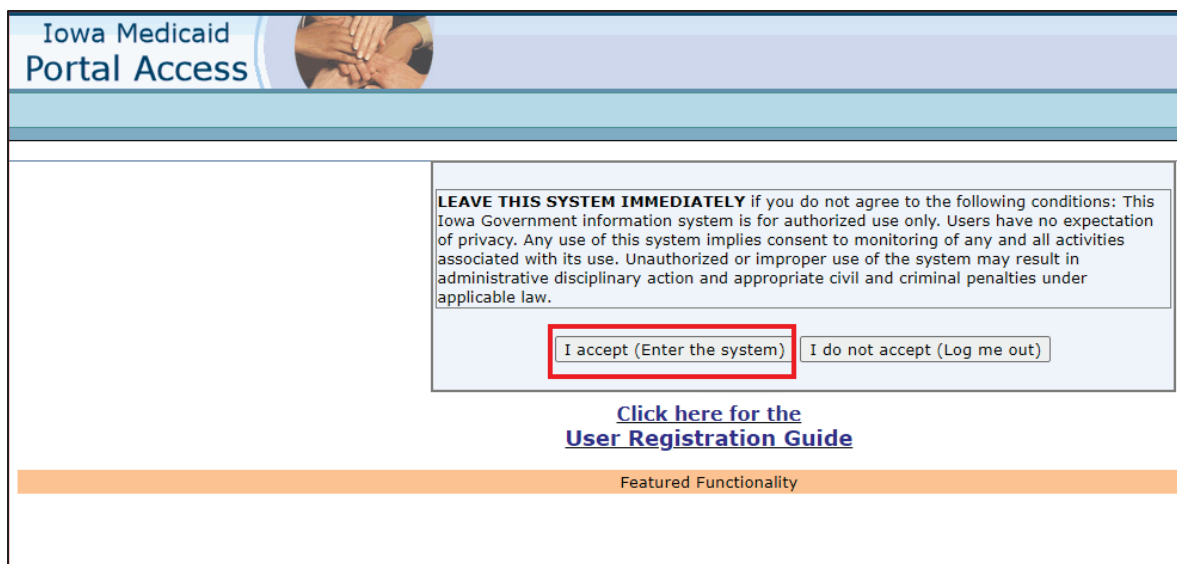 Iowa Medicaid
Portal Access
LEAVE THIS SYSTEM IMMEDIATELY if you do not agree to the following conditions: This
Iowa Government information system is for authorized use only. Users have no expectation
of privacy. Any use of this system implies consent to monitoring of any and all activities
associated with its use. Unauthorized or improper use of the system may result in
administrative disciplinary action and appropriate civil and criminal penalties under
applicable law.
I accept (Enter the system) I do not accept (Log me out)
Click here for the
User Registration Guide
Featured Functionality